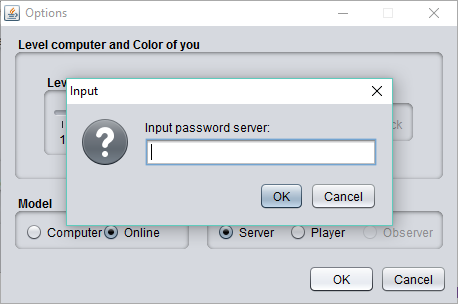 Options
Level computer and Color of you
Input
Input password server:
1
OK Cancel
Model
Computer Online Server Player Observer
OK Cancel